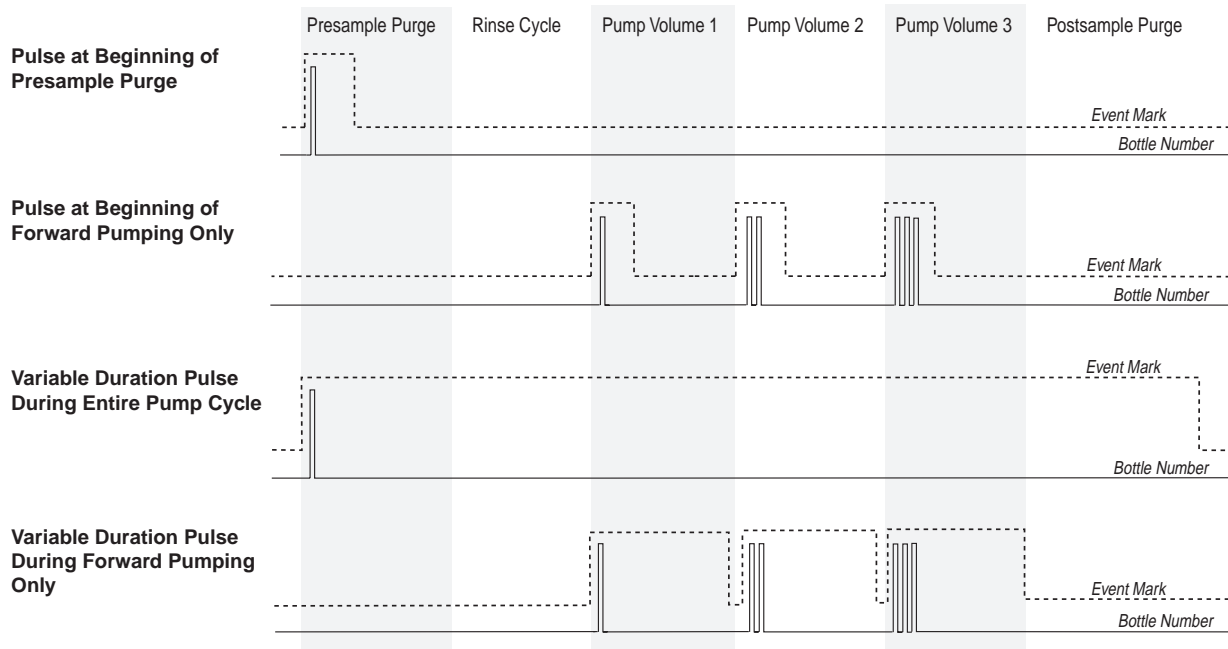 Presample Purge Rinse Cycle Pump Volume 1 Pump Volume 2 Pump Volume 3 Postsample Purge
Pulse at Beginning of
Presample Purge
Event Mark
Bottle Number
Pulse at Beginning of
Forward Pumping Only
Event Mark
Bottle Number
Variable Duration Pulse
During Entire Pump Cycle
Event Mark
Bottle Number
Variable Duration Pulse
During Forward Pumping
Only
Event Mark
Bottle Number